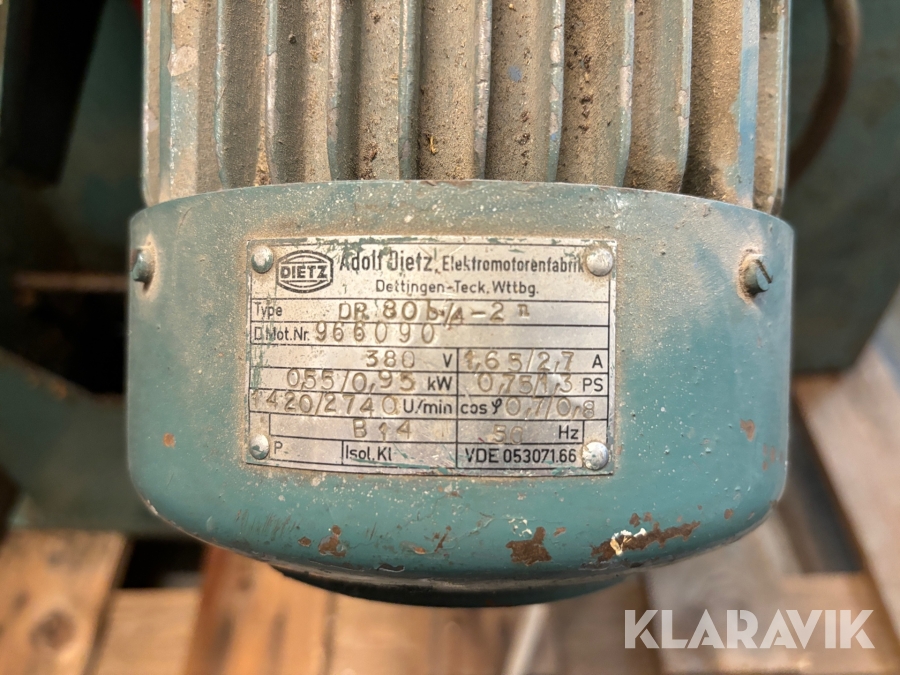 DIETZ Adolf Dietz, Elektromotorenfabrik
Dettingen-Teck, Wttbg.
Type DR 80 b/4-2 n
D Mot.Nr. 966090
380 V 1,65/2,7 A
0,55/0,95 kW 0,75/1,3 PS
1420/2740 U/min cos φ 0,7/0,8
B 14 50 Hz
P Isol. Kl VDE 0530 71.66
KLARAVIK